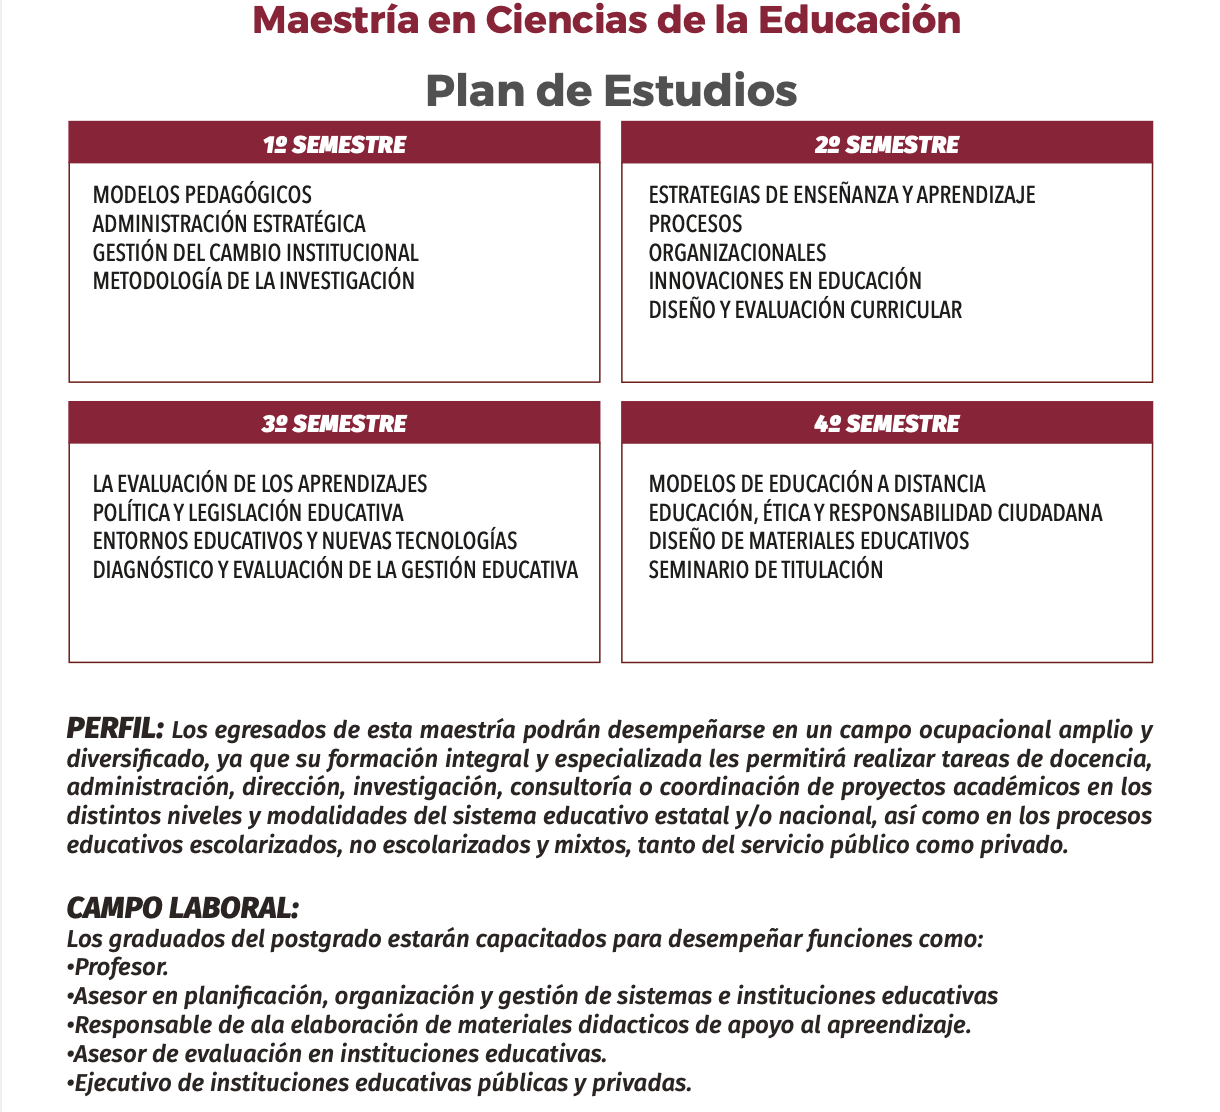 Maestría en Ciencias de la Educación
Plan de Estudios
1º SEMESTRE
MODELOS PEDAGÓGICOS
ADMINISTRACIÓN ESTRATÉGICA
GESTIÓN DEL CAMBIO INSTITUCIONAL
METODOLOGÍA DE LA INVESTIGACIÓN
2º SEMESTRE
ESTRATEGIAS DE ENSEÑANZA Y APRENDIZAJE
PROCESOS
ORGANIZACIONALES
INNOVACIONES EN EDUCACIÓN
DISEÑO Y EVALUACIÓN CURRICULAR
3º SEMESTRE
LA EVALUACIÓN DE LOS APRENDIZAJES
POLÍTICA Y LEGISLACIÓN EDUCATIVA
ENTORNOS EDUCATIVOS Y NUEVAS TECNOLOGÍAS
DIAGNÓSTICO Y EVALUACIÓN DE LA GESTIÓN EDUCATIVA
4º SEMESTRE
MODELOS DE EDUCACIÓN A DISTANCIA
EDUCACIÓN, ÉTICA Y RESPONSABILIDAD CIUDADANA
DISEÑO DE MATERIALES EDUCATIVOS
SEMINARIO DE TITULACIÓN
PERFIL: Los egresados de esta maestría podrán desempeñarse en un campo ocupacional amplio y
diversificado, ya que su formación integral y especializada les permitirá realizar tareas de docencia,
administración, dirección, investigación, consultoría o coordinación de proyectos académicos en los
distintos niveles y modalidades del sistema educativo estatal y/o nacional, así como en los procesos
educativos escolarizados, no escolarizados y mixtos, tanto del servicio público como privado.
CAMPO LABORAL:
Los graduados del postgrado estarán capacitados para desempeñar funciones como:
•Profesor.
•Asesor en planificación, organización y gestión de sistemas e instituciones educativas
•Responsable de ala elaboración de materiales didacticos de apoyo al apreendizaje.
•Asesor de evaluación en instituciones educativas.
•Ejecutivo de instituciones educativas públicas y privadas.